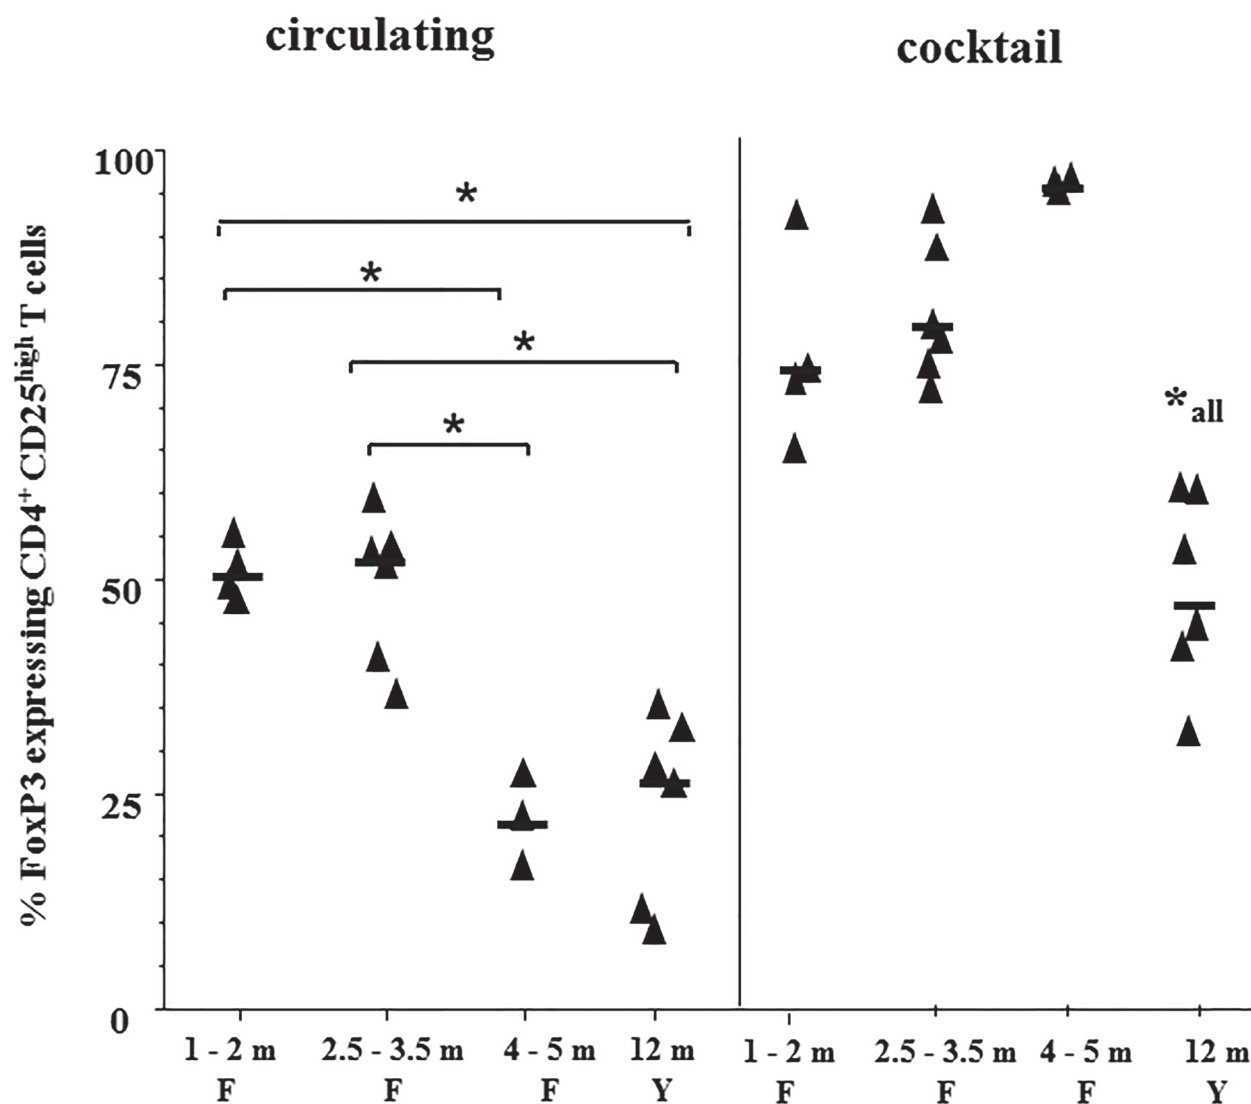 circulating cocktail
% FoxP3 expressing CD4+ CD25high T cells
100
75
50
25
0
*
*
*
*
*all
1 - 2 m 2.5 - 3.5 m 4 - 5 m 12 m 1 - 2 m 2.5 - 3.5 m 4 - 5 m 12 m
F F F Y F F F Y